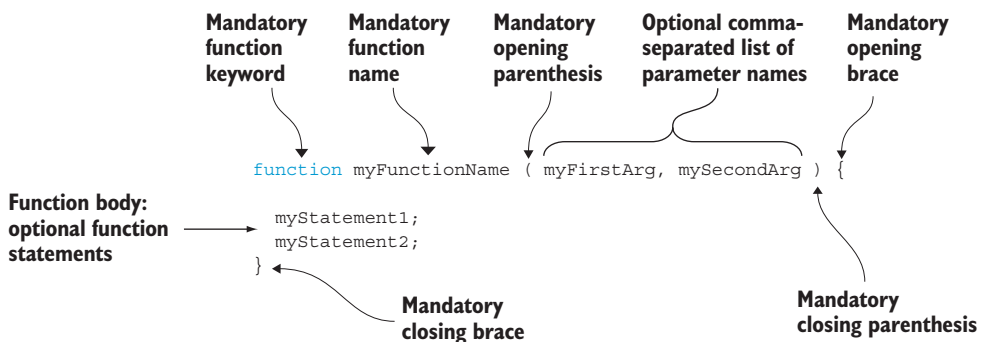 Mandatory
function
keyword
Mandatory
function
name
Mandatory
opening
parenthesis
Optional comma-
separated list of
parameter names
Mandatory
opening
brace
function myFunctionName ( myFirstArg, mySecondArg ) {
Function body:
optional function
statements
myStatement1;
myStatement2;
}
Mandatory
closing brace
Mandatory
closing parenthesis